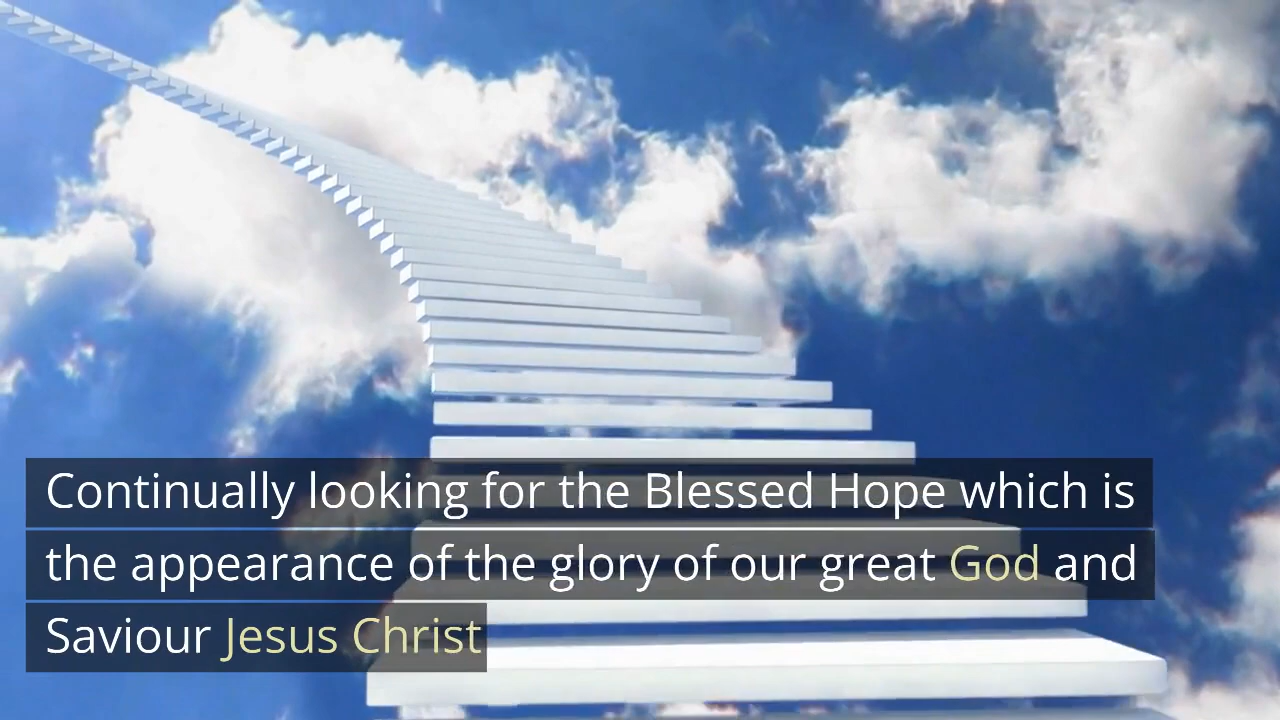 Continually looking for the Blessed Hope which is
the appearance of the glory of our great God and
Saviour Jesus Christ